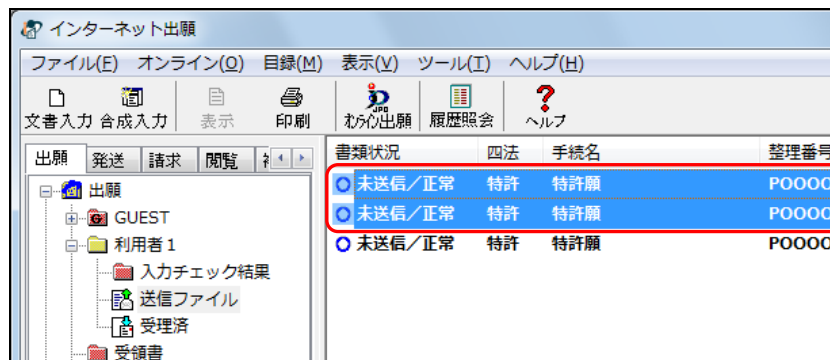 インターネット出願
ファイル(F) オンライン(O) 目録(M) 表示(V) ツール(T) ヘルプ(H)
文書入力 合成入力 表示 印刷 オンライン出願 履歴照会 ヘルプ
出願 発送 請求 閲覧
書類状況 四法 手続名 整理番号
未送信/正常 特許 特許願 P0000
未送信/正常 特許 特許願 P0000
未送信/正常 特許 特許願 P0000
出願
GUEST
利用者1
入力チェック結果
送信ファイル
受理済
受領書